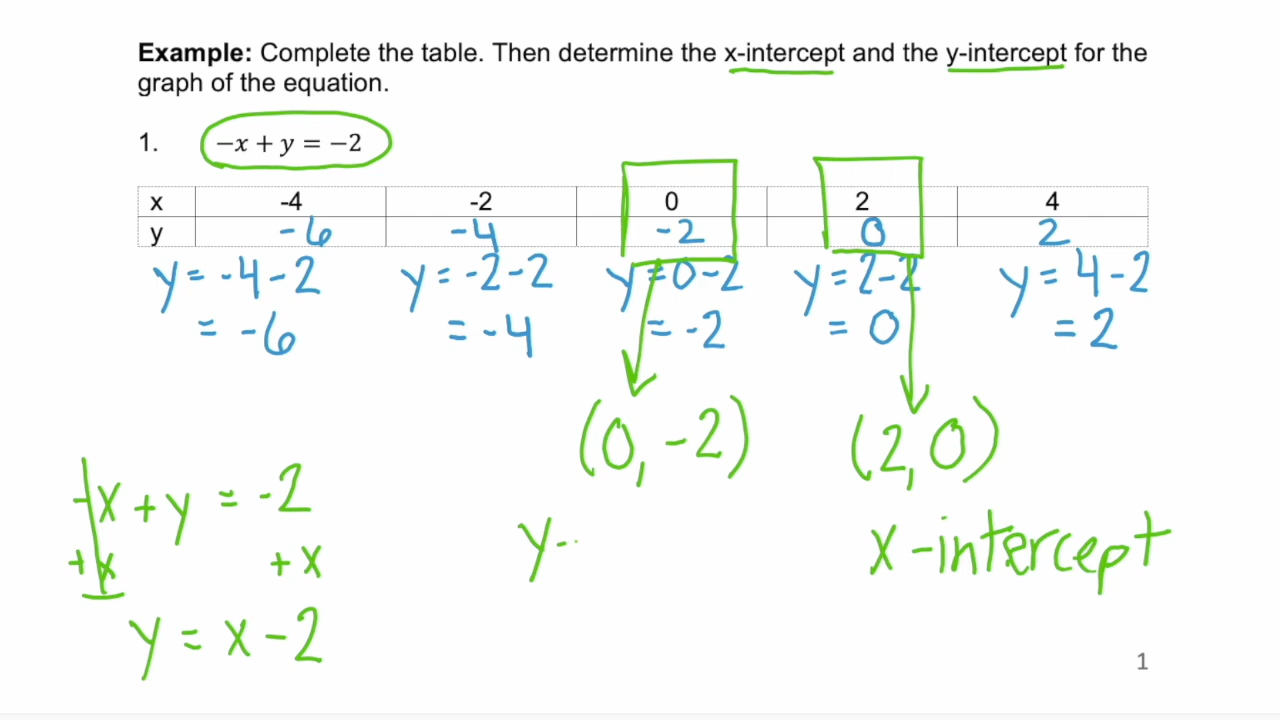 Example: Complete the table. Then determine the x-intercept and the y-intercept for the
graph of the equation.
1. −x + y = −2
x -4 -2 0 2 4
y -6 -4 -2 0 2
y = -4 - 2 y = -2 - 2 y = 0 - 2 y = 2 - 2 y = 4 - 2
= -6 = -4 = -2 = 0 = 2
(0, -2) (2, 0)
-x + y = -2
y- x-intercept
+x +x
y = x - 2
1